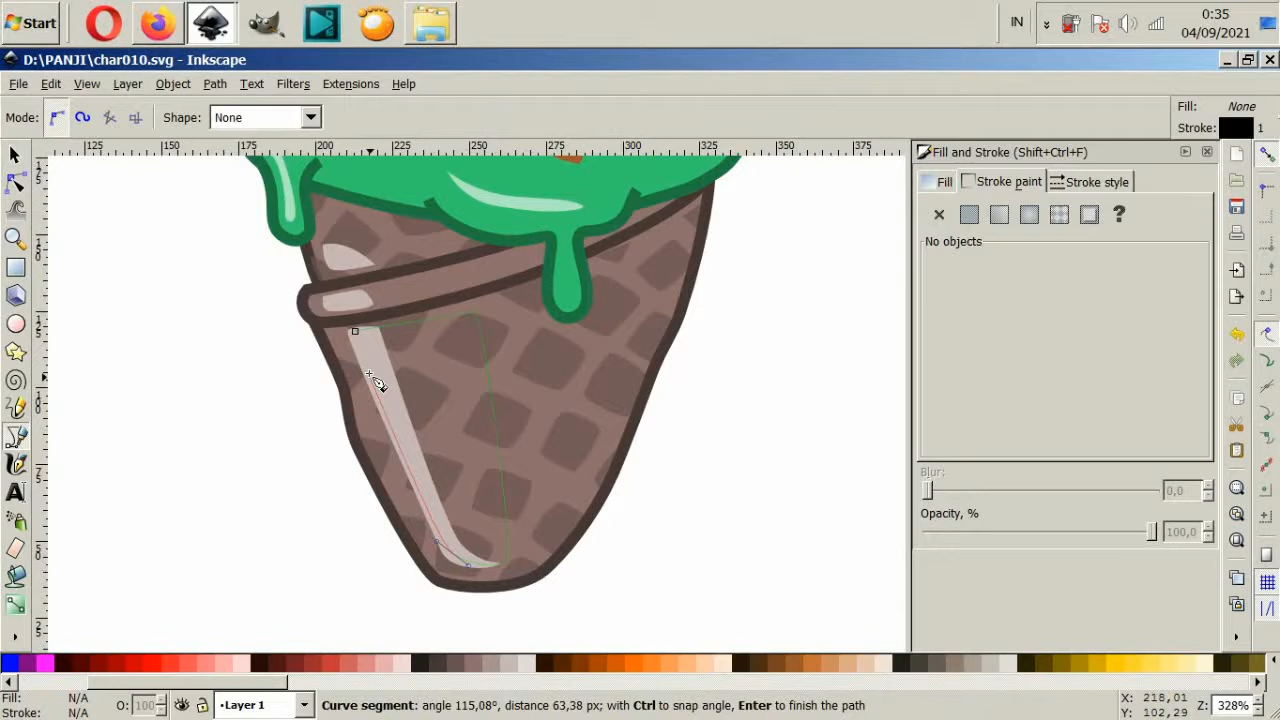 Start
IN
0:35
04/09/2021
D:\PANJI\char010.svg - Inkscape
File Edit View Layer Object Path Text Filters Extensions Help
Mode: Shape: None
Fill: None
Stroke: 1
125 150 175 200 225 250 275 300 325 350 375
Fill and Stroke (Shift+Ctrl+F)
Fill Stroke paint Stroke style
No objects
Blur:
0,0
Opacity, %
100,0
Fill: N/A
Stroke: N/A
O: 100
•Layer 1
Curve segment: angle 115,08°, distance 63,38 px; with Ctrl to snap angle, Enter to finish the path
X: 218,01
Y: 102,29
328%